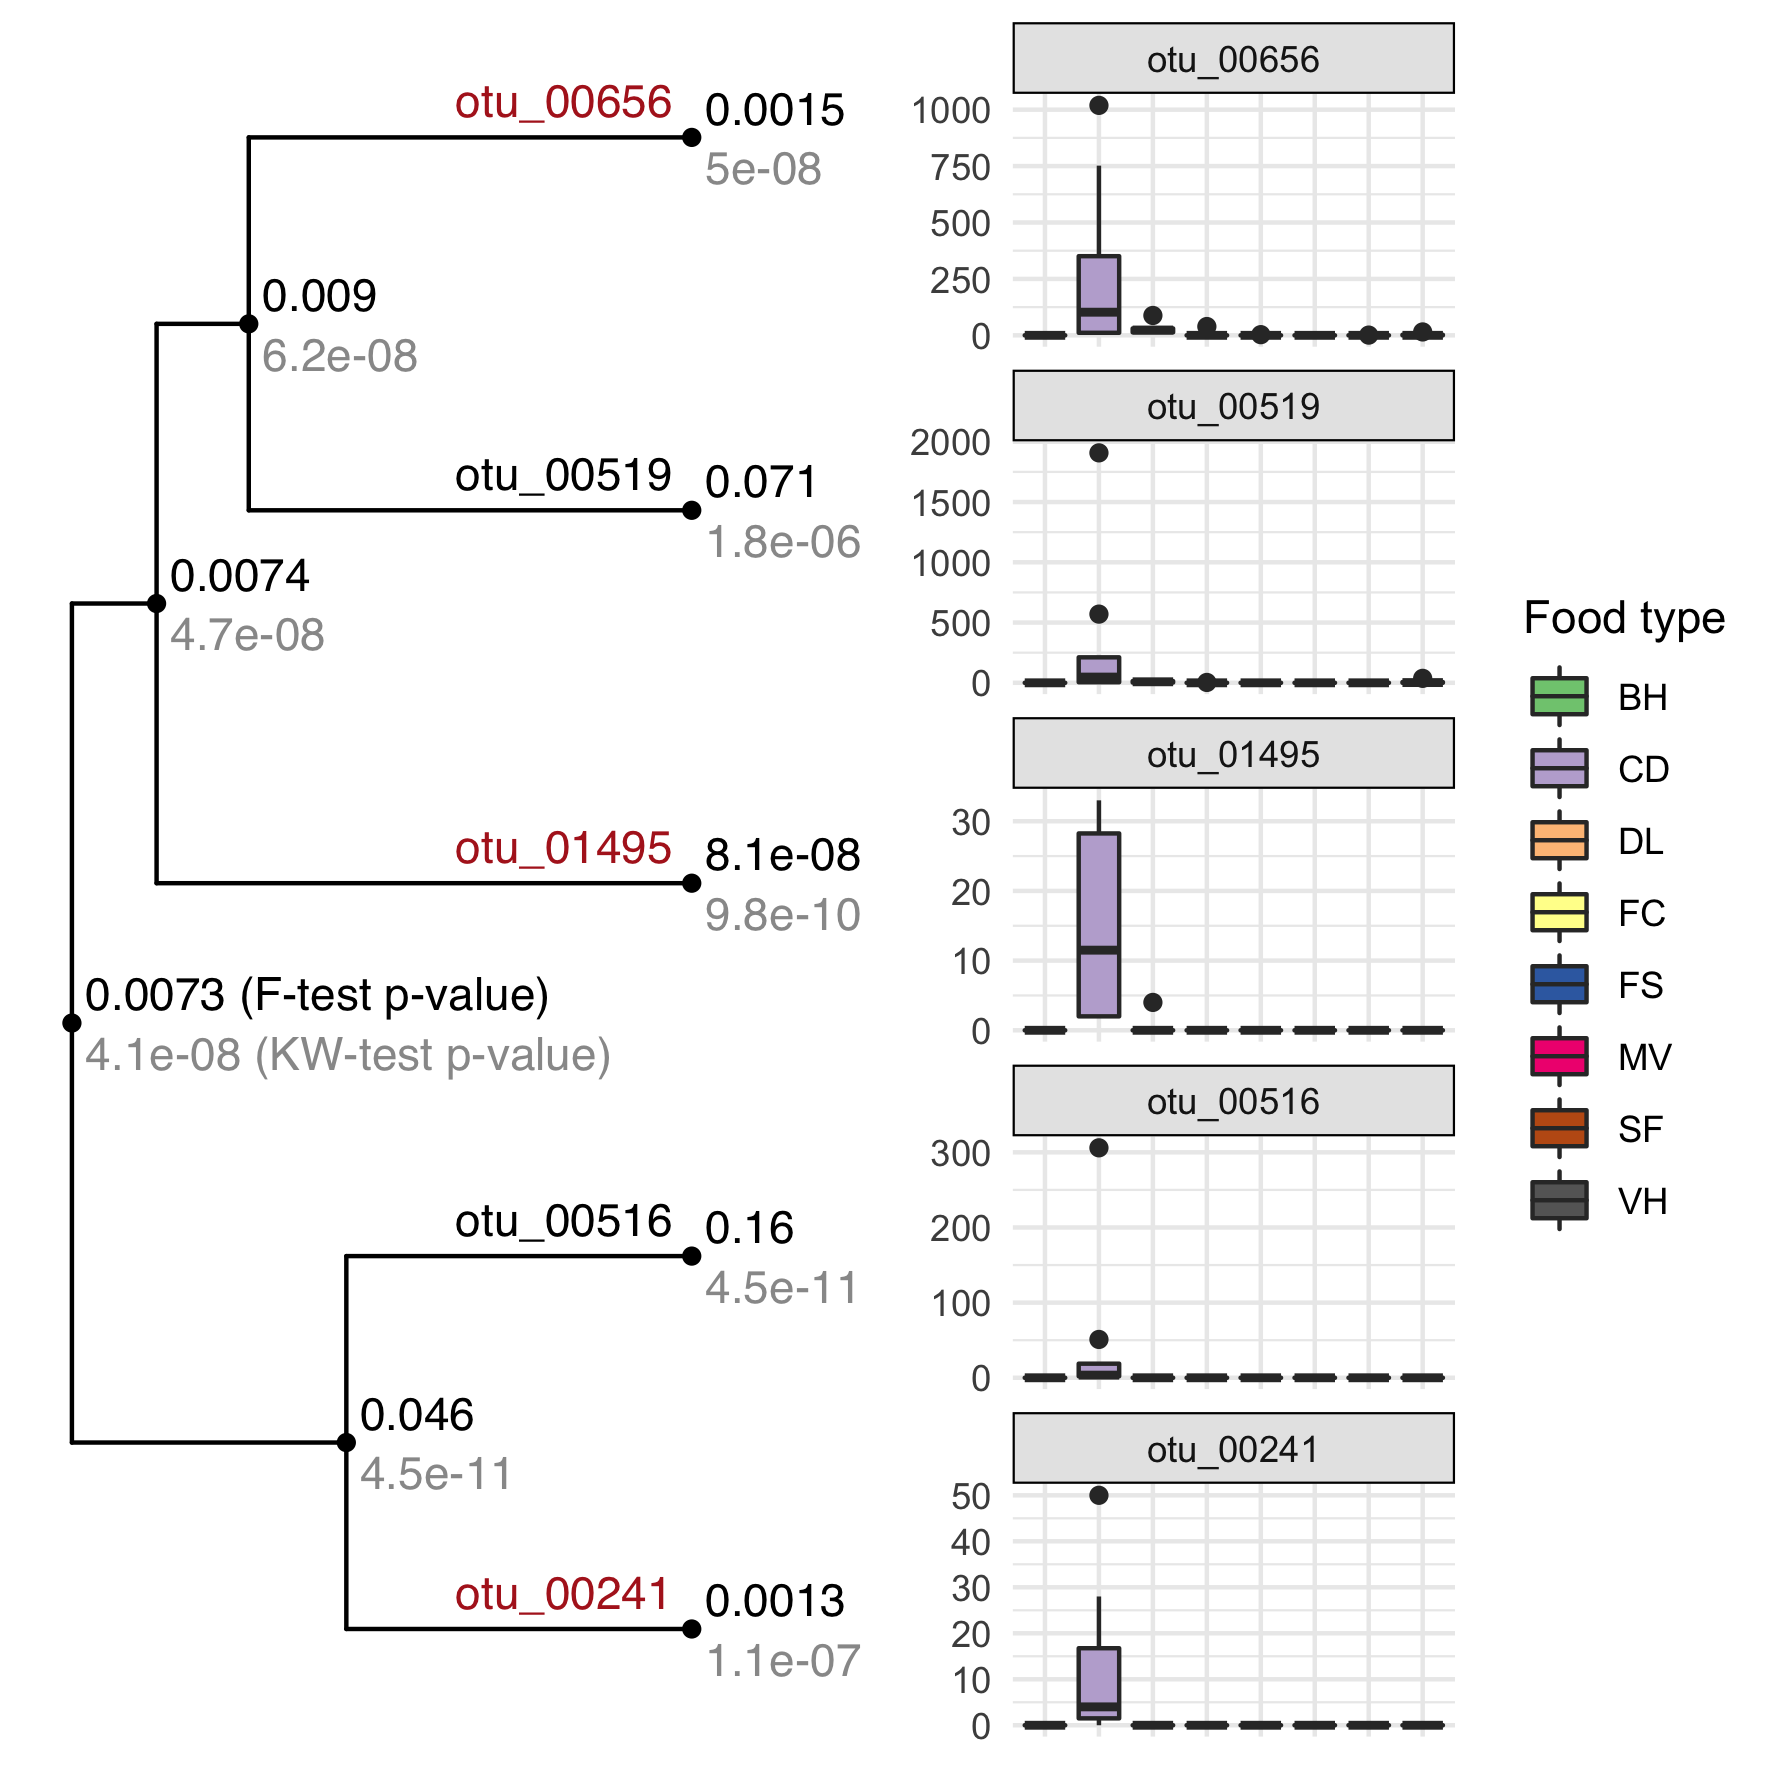 otu_00656
0.0015
5e-08
0.009
6.2e-08
otu_00519
0.071
1.8e-06
0.0074
4.7e-08
otu_01495
8.1e-08
9.8e-10
0.0073 (F-test p-value)
4.1e-08 (KW-test p-value)
otu_00516
0.16
4.5e-11
0.046
4.5e-11
otu_00241
0.0013
1.1e-07
otu_00656
1000
750
500
250
0
otu_00519
2000
1500
1000
500
0
otu_01495
30
20
10
0
otu_00516
300
200
100
0
otu_00241
50
40
30
20
10
0
Food type
BH
CD
DL
FC
FS
MV
SF
VH